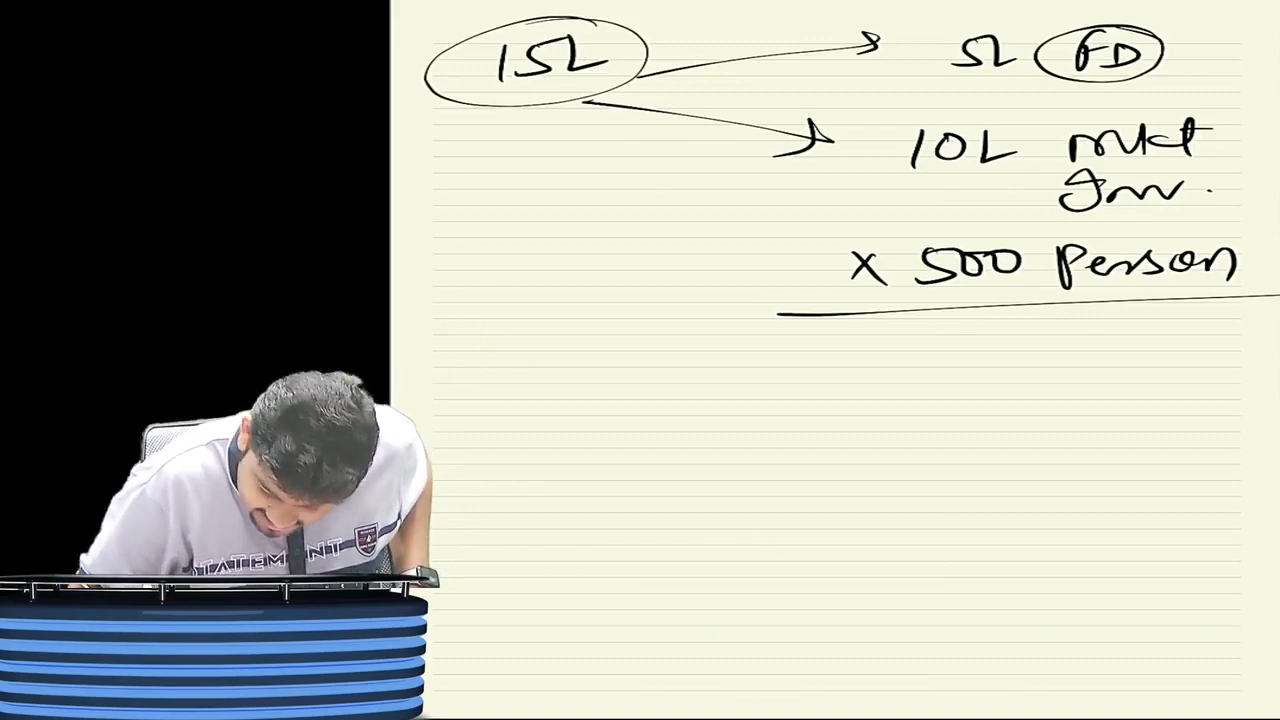 15L
5L FD
10L mkt
Inv.
x 500 Person
STATEMENT